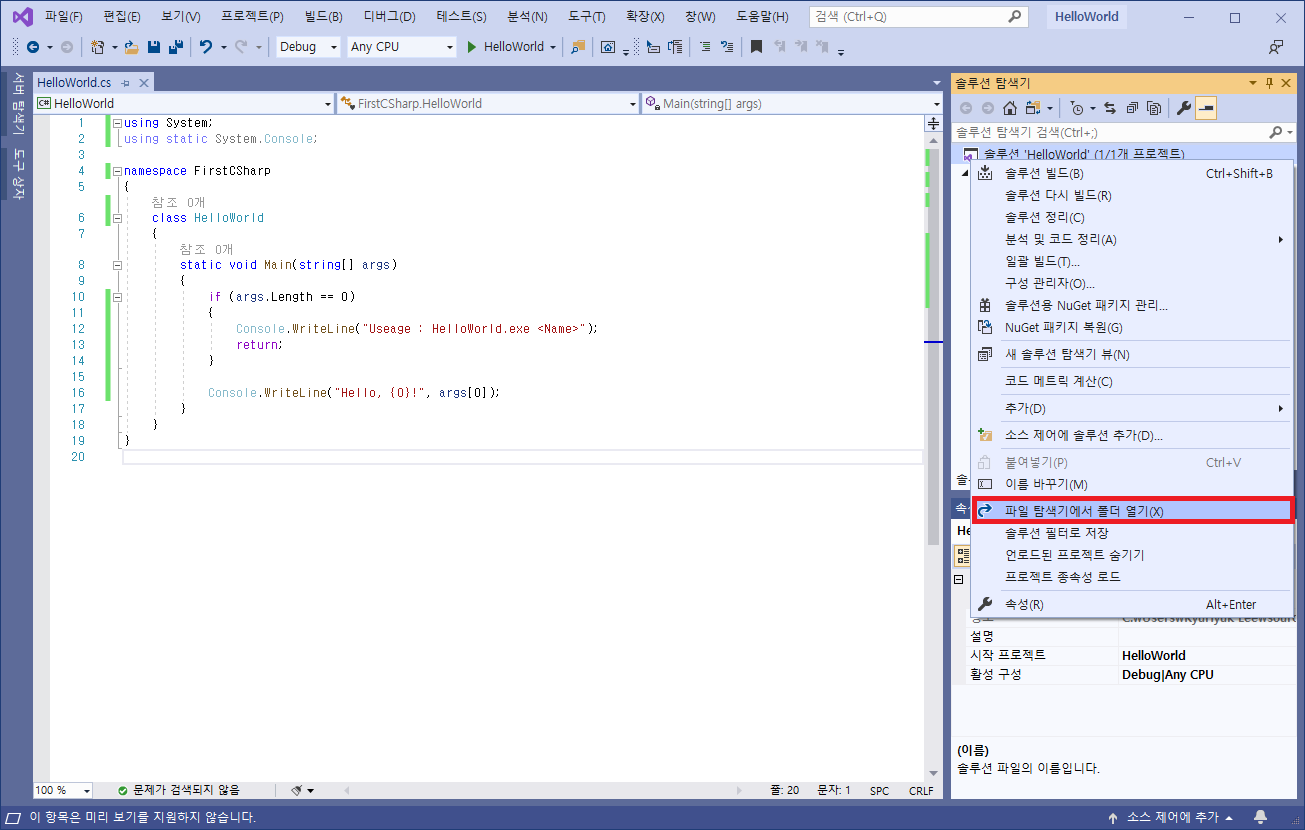 파일(F) 편집(E) 보기(V) 프로젝트(P) 빌드(B) 디버그(D) 테스트(S) 분석(N) 도구(T) 확장(X) 창(W) 도움말(H) 검색 (Ctrl+Q) HelloWorld
Debug Any CPU HelloWorld
서버 탐색기
도구 상자
HelloWorld.cs
C# HelloWorld FirstCSharp.HelloWorld Main(string[] args)
1 using System;
2 using static System.Console;
3
4 namespace FirstCSharp
5 {
참조 0개
6 class HelloWorld
7 {
참조 0개
8 static void Main(string[] args)
9 {
10 if (args.Length == 0)
11 {
12 Console.WriteLine("Useage : HelloWorld.exe <Name>");
13 return;
14 }
15
16 Console.WriteLine("Hello, {0}!", args[0]);
17 }
18 }
19 }
20
100 % 문제가 검색되지 않음 줄: 20 문자: 1 SPC CRLF
솔루션 탐색기
솔루션 탐색기 검색(Ctrl+;)
솔루션 'HelloWorld' (1/1개 프로젝트)
솔루션 빌드(B) Ctrl+Shift+B
솔루션 다시 빌드(R)
솔루션 정리(C)
분석 및 코드 정리(A)
일괄 빌드(T)...
구성 관리자(O)...
솔루션용 NuGet 패키지 관리...
NuGet 패키지 복원(G)
새 솔루션 탐색기 뷰(N)
코드 메트릭 계산(C)
추가(D)
소스 제어에 솔루션 추가(D)...
붙여넣기(P) Ctrl+V
이름 바꾸기(M)
파일 탐색기에서 폴더 열기(X)
솔루션 필터로 저장
언로드된 프로젝트 숨기기
프로젝트 종속성 로드
속성(R) Alt+Enter
설명
시작 프로젝트 HelloWorld
활성 구성 Debug|Any CPU
(이름)
솔루션 파일의 이름입니다.
이 항목은 미리 보기를 지원하지 않습니다. 소스 제어에 추가